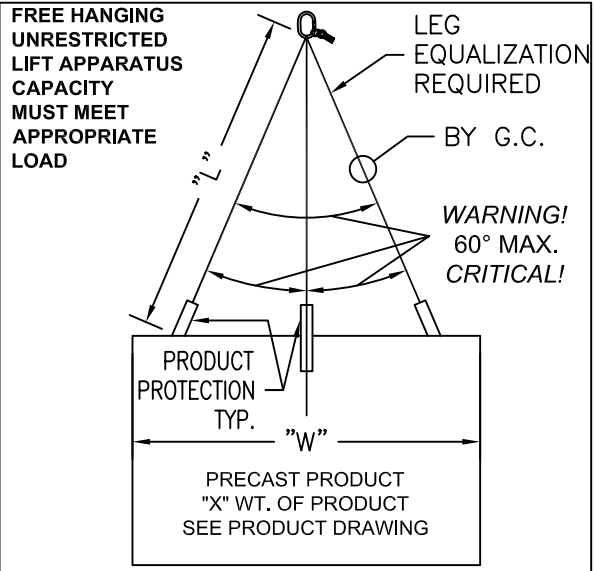 FREE HANGING
UNRESTRICTED
LIFT APPARATUS
CAPACITY
MUST MEET
APPROPRIATE
LOAD
LEG
EQUALIZATION
REQUIRED
"L"
BY G.C.
WARNING!
60° MAX.
CRITICAL!
PRODUCT
PROTECTION
TYP.
"W"
PRECAST PRODUCT
"X" WT. OF PRODUCT
SEE PRODUCT DRAWING